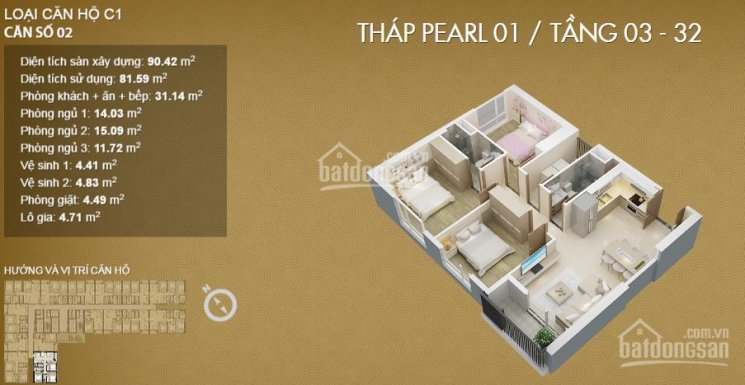 LOẠI CĂN HỘ C1
CĂN SỐ 02
THÁP PEARL 01 / TẦNG 03 - 32
Diện tích sàn xây dựng: 90.42 m²
Diện tích sử dụng: 81.59 m²
Phòng khách + ăn + bếp: 31.14 m²
Phòng ngủ 1: 14.03 m²
Phòng ngủ 2: 15.09 m²
Phòng ngủ 3: 11.72 m²
Vệ sinh 1: 4.41 m²
Vệ sinh 2: 4.83 m²
Phòng giặt: 4.49 m²
Lô gia: 4.71 m²
HƯỚNG VÀ VỊ TRÍ CĂN HỘ
.com.vn
batdongsan
.com.vn
batdongsan